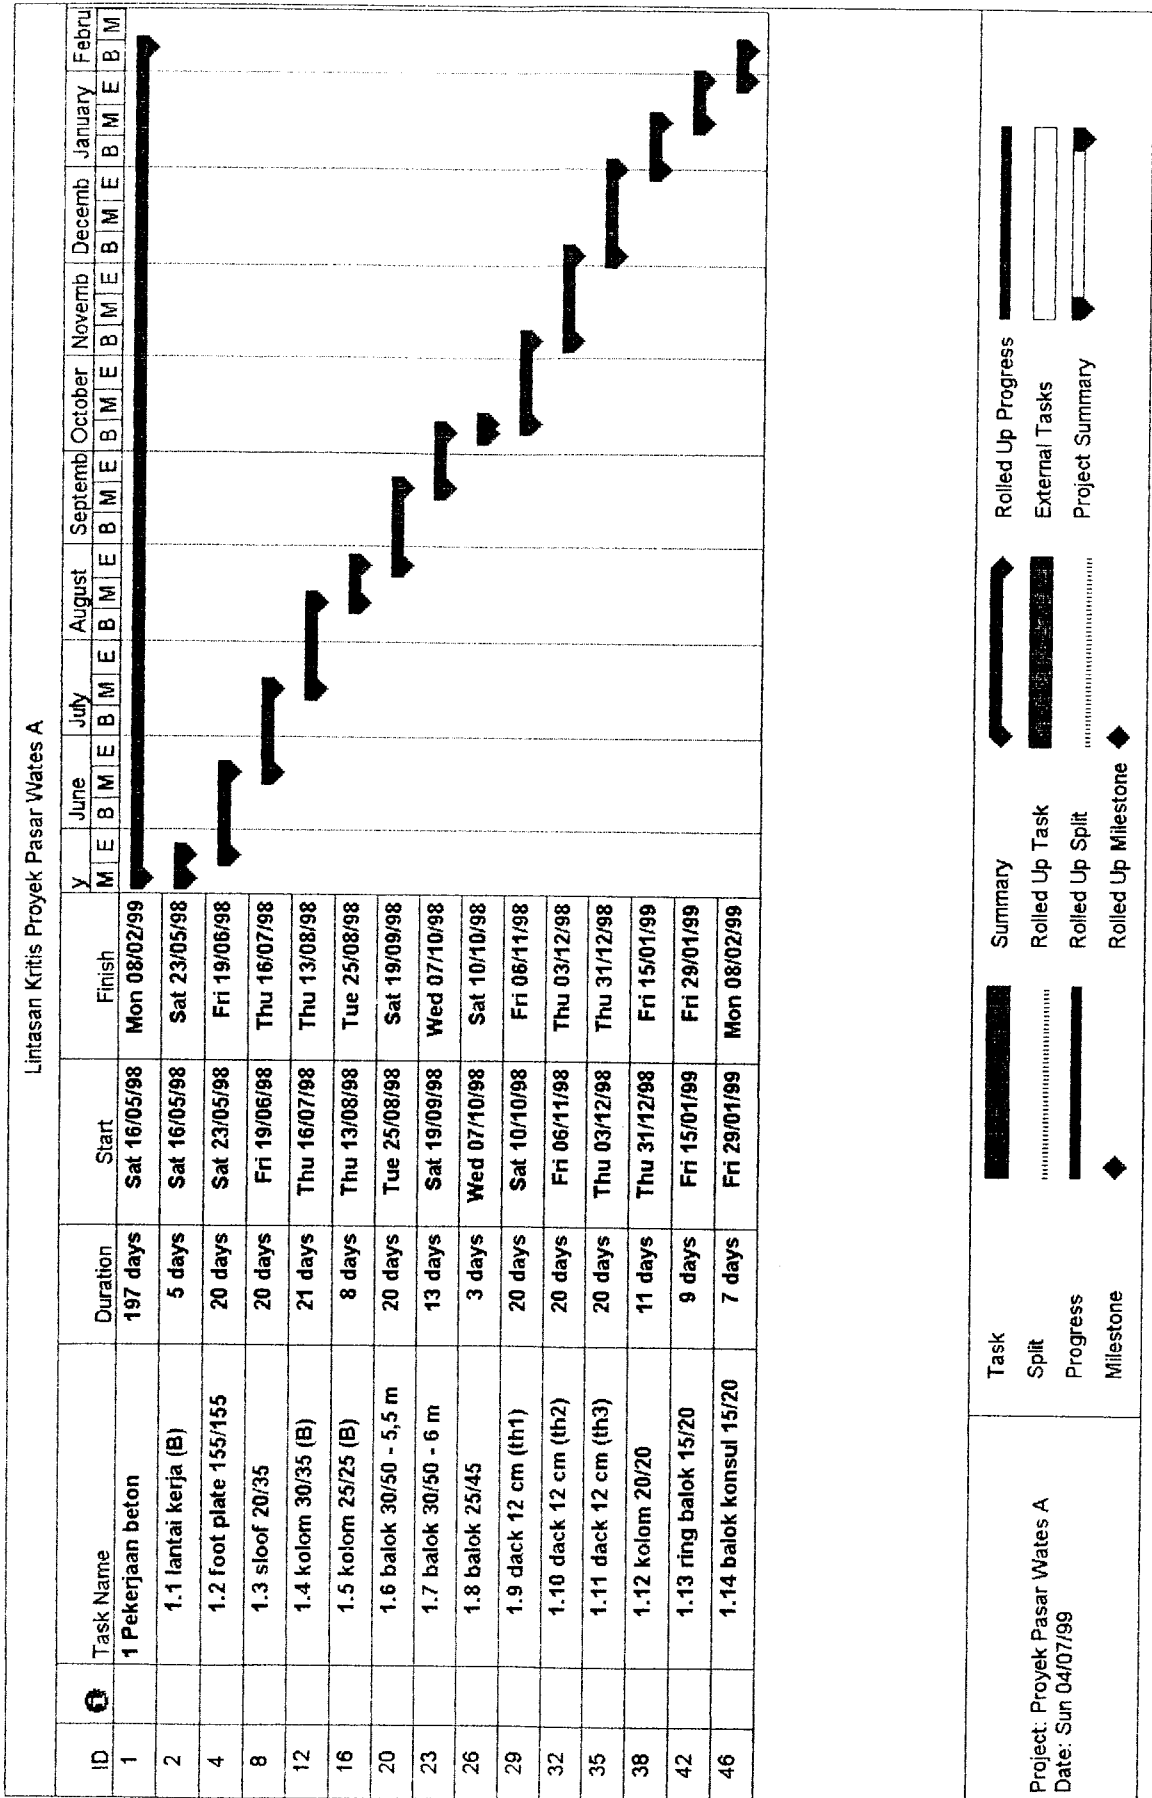 Lintasan Kritis Proyek Pasar Wates A
ID Task Name Duration Start Finish y June July August Septemb October Novemb Decemb January Febru
M E B M E B M E B M E B M E B M E B M E B M E B M E B M
1 1 Pekerjaan beton 197 days Sat 16/05/98 Mon 08/02/99
2 1.1 lantai kerja (B) 5 days Sat 16/05/98 Sat 23/05/98
4 1.2 foot plate 155/155 20 days Sat 23/05/98 Fri 19/06/98
8 1.3 sloof 20/35 20 days Fri 19/06/98 Thu 16/07/98
12 1.4 kolom 30/35 (B) 21 days Thu 16/07/98 Thu 13/08/98
16 1.5 kolom 25/25 (B) 8 days Thu 13/08/98 Tue 25/08/98
20 1.6 balok 30/50 - 5,5 m 20 days Tue 25/08/98 Sat 19/09/98
23 1.7 balok 30/50 - 6 m 13 days Sat 19/09/98 Wed 07/10/98
26 1.8 balok 25/45 3 days Wed 07/10/98 Sat 10/10/98
29 1.9 dack 12 cm (th1) 20 days Sat 10/10/98 Fri 06/11/98
32 1.10 dack 12 cm (th2) 20 days Fri 06/11/98 Thu 03/12/98
35 1.11 dack 12 cm (th3) 20 days Thu 03/12/98 Thu 31/12/98
38 1.12 kolom 20/20 11 days Thu 31/12/98 Fri 15/01/99
42 1.13 ring balok 15/20 9 days Fri 15/01/99 Fri 29/01/99
46 1.14 balok konsul 15/20 7 days Fri 29/01/99 Mon 08/02/99
Project: Proyek Pasar Wates A
Date: Sun 04/07/99
Task Summary Rolled Up Progress
Split Rolled Up Task External Tasks
Progress Rolled Up Split Project Summary
Milestone Rolled Up Milestone